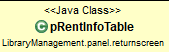 <<Java Class>>
pRentInfoTable
LibraryManagement.panel.returnscreen